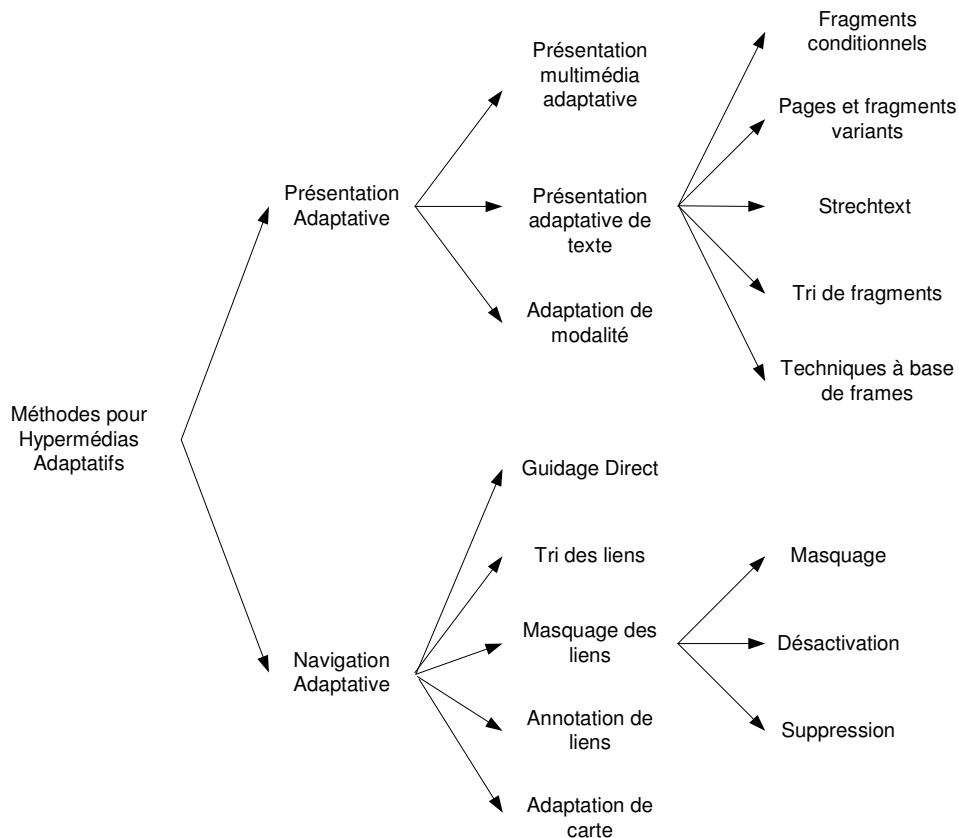 Fragments
conditionnels
Présentation
multimédia
adaptative
Pages et fragments
variants
Présentation
Adaptative
Présentation
adaptative de
texte
Strechtext
Tri de fragments
Adaptation de
modalité
Techniques à base
de frames
Méthodes pour
Hypermédias
Adaptatifs
Guidage Direct
Tri des liens
Masquage
Masquage des
liens
Désactivation
Navigation
Adaptative
Annotation de
liens
Suppression
Adaptation de
carte